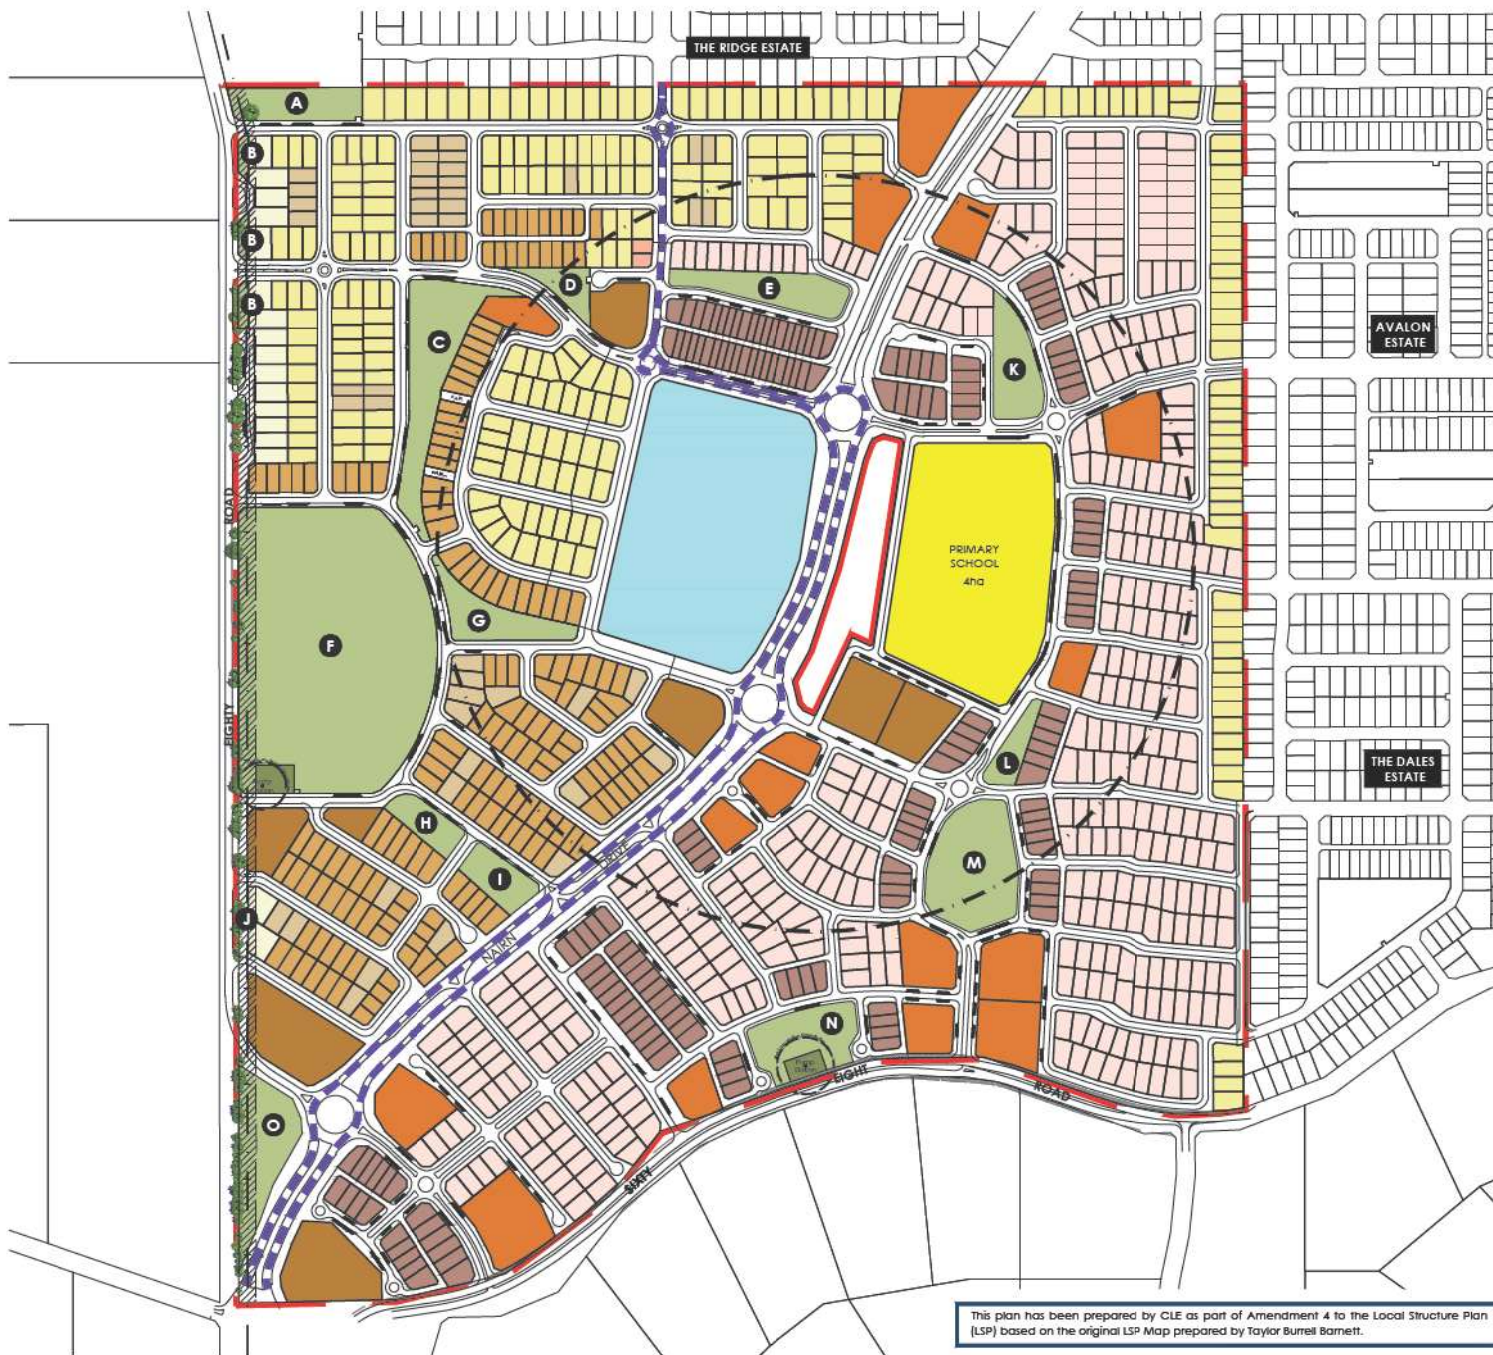 THE RIDGE ESTATE
A
B
B
B
D
E
C
K
AVALON
ESTATE
ROAD
PRIMARY
SCHOOL
4ha
G
F
EIGHTY
L
THE DALES
ESTATE
H
DRIVE
M
I
J
NAIRN
N
EIGHT
ROAD
O
SIXTY
This plan has been prepared by CLE as part of Amendment 4 to the Local Structure Plan
(LSP) based on the original LSP Map prepared by Taylor Burrell Barnett.